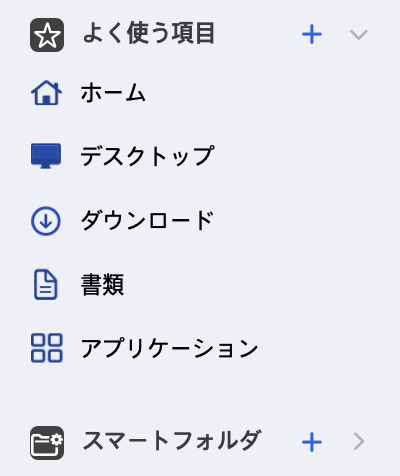 よく使う項目
ホーム
デスクトップ
ダウンロード
書類
アプリケーション
スマートフォルダ